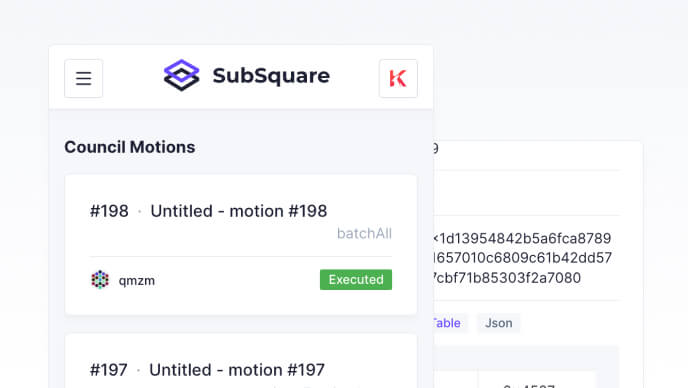 SubSquare
Council Motions
#198 · Untitled - motion #198
batchAll
qmzm
Executed
#197 · Untitled - motion #197
9
1d13954842b5a6fca8789
1657010c6809c61b42dd57
7cbf71b85303f2a7080
Table
Json